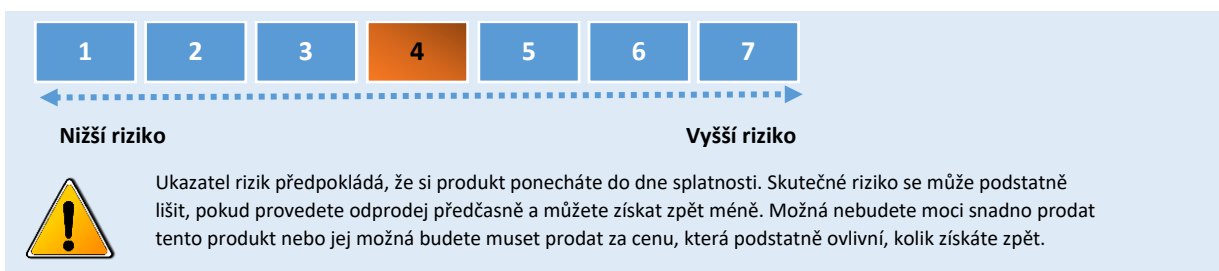 1 2 3 4 5 6 7
Nižší riziko Vyšší riziko
Ukazatel rizik předpokládá, že si produkt ponecháte do dne splatnosti. Skutečné riziko se může podstatně
lišit, pokud provedete odprodej předčasně a můžete získat zpět méně. Možná nebudete moci snadno prodat
tento produkt nebo jej možná budete muset prodat za cenu, která podstatně ovlivní, kolik získáte zpět.